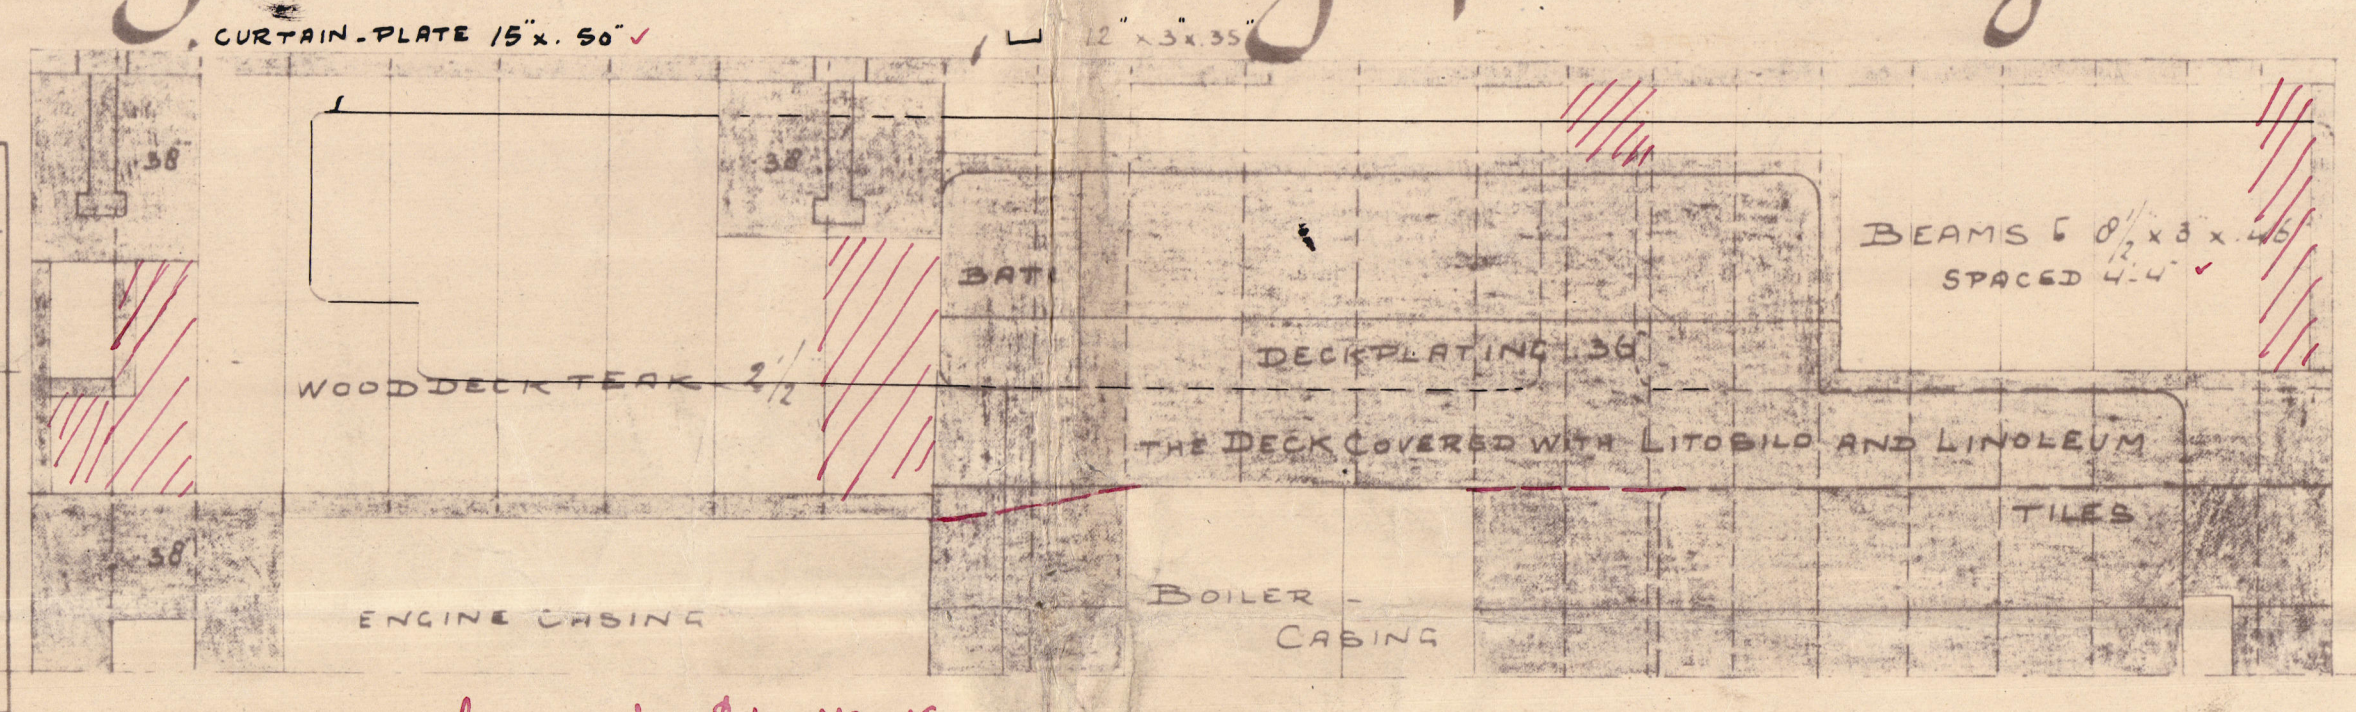 CURTAIN-PLATE 15"x.50" ✓
12" x 3" x .35"
38"
38"
BEAMS 8½ x 3" x .46
SPACED 4-4" ✓
BAT
DECKPLATING .36"
WOOD DECK TEAK - 2½
THE DECK COVERED WITH LITOSILO AND LINOLEUM
TILES
38
BOILER -
CASING
ENGINE CASING